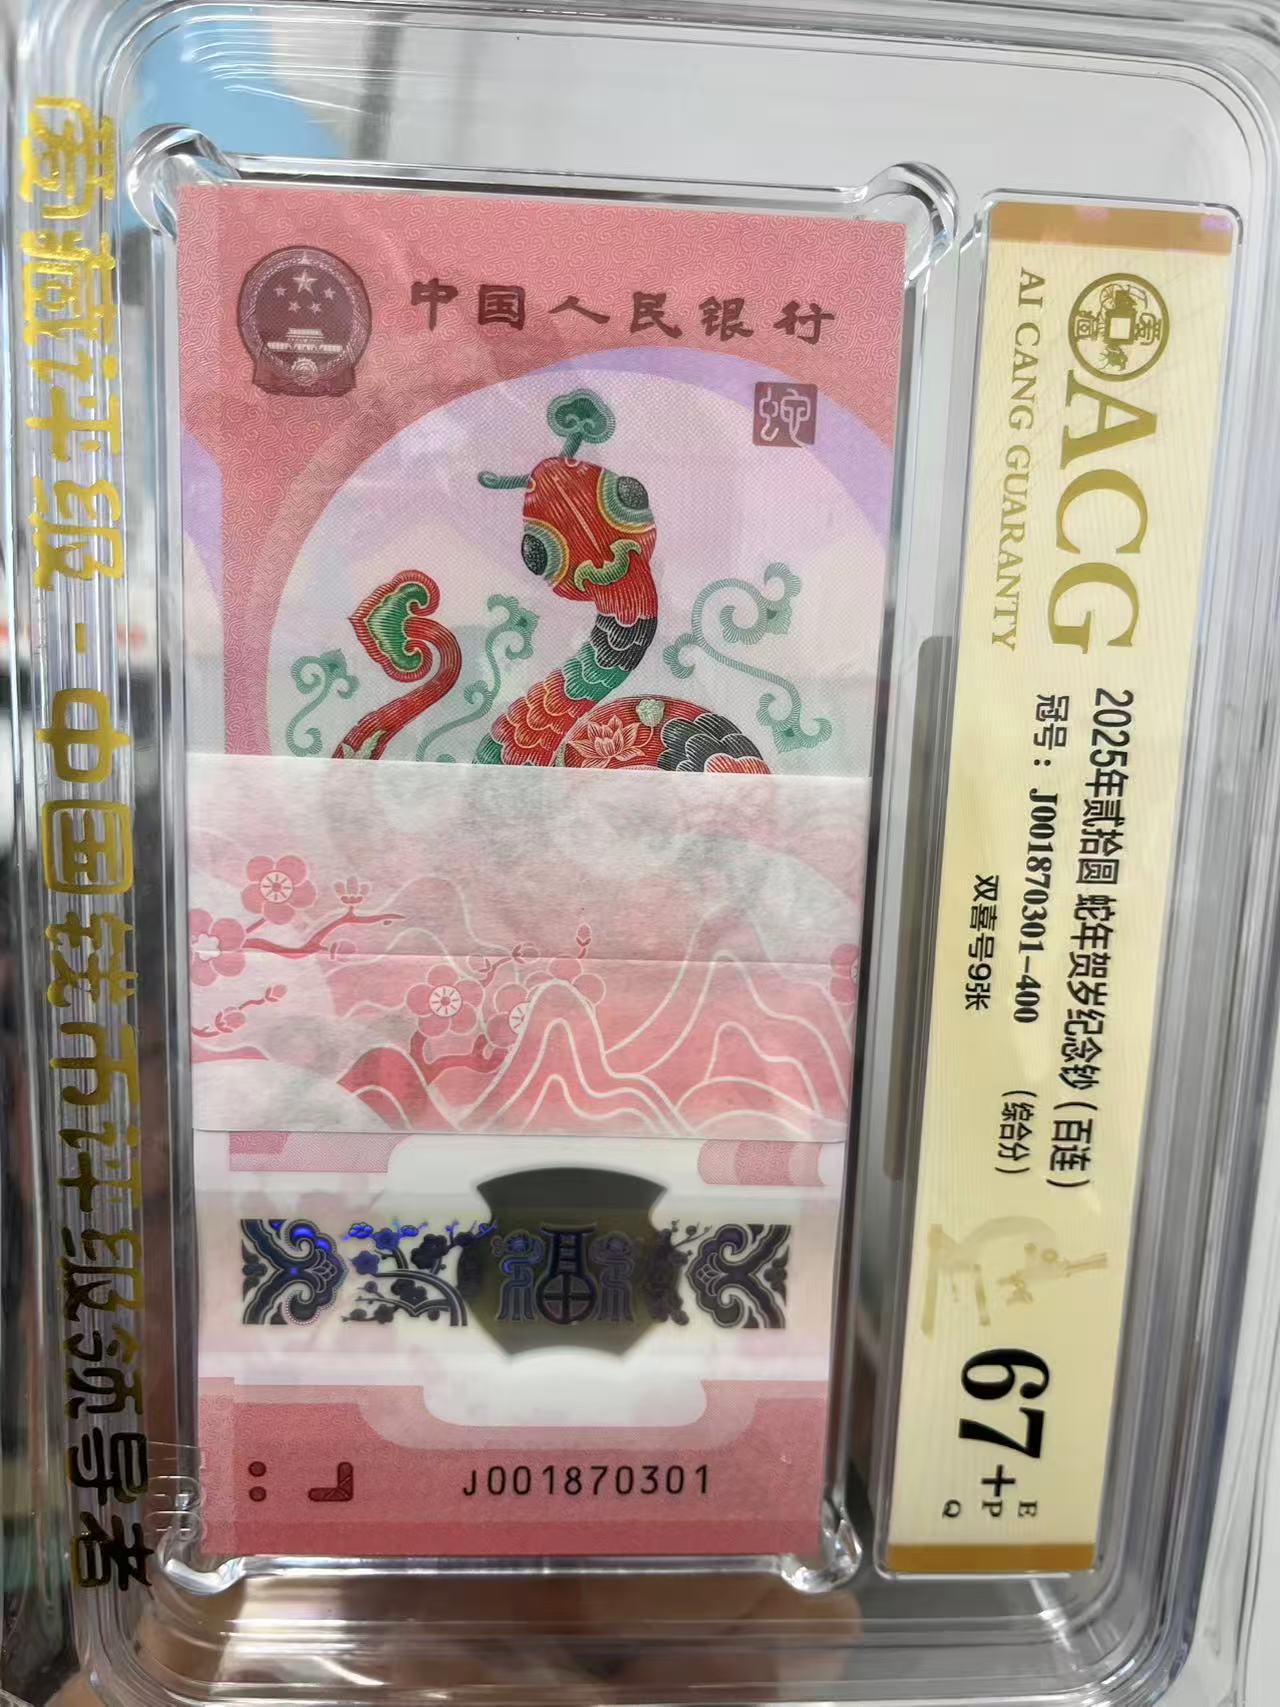 爱藏评级-中国钱币评级领导者
中国人民银行
蛇
福
J001870301
ACG
AI CANG GUARANTY
2025年贰拾圆 蛇年贺岁纪念钞（百连）
冠号：J001870301-400 （综合分）
双喜号9张
67+
E
P
Q